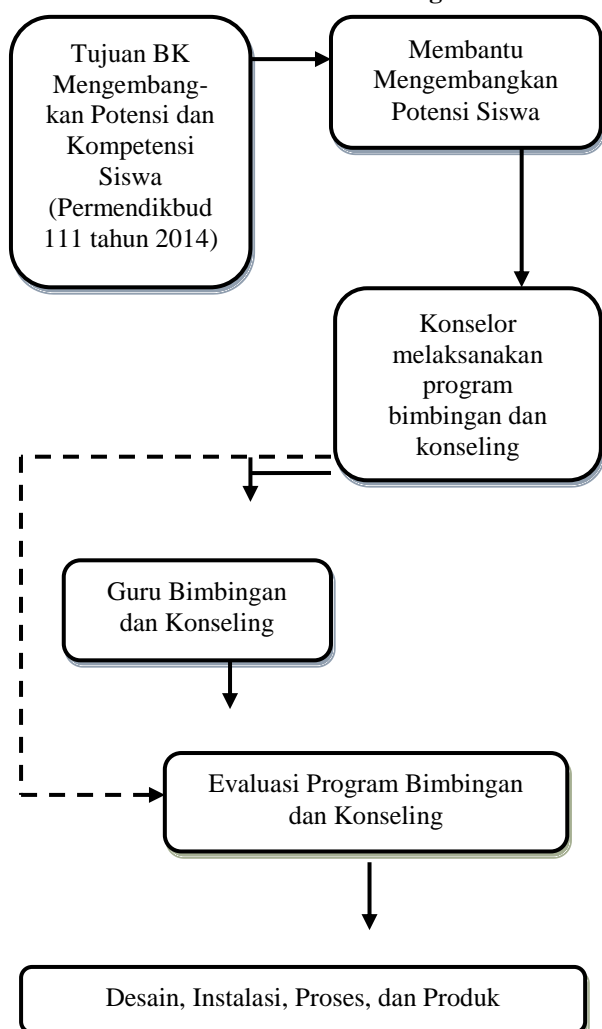 Tujuan BK
Mengembang-
kan Potensi dan
Kompetensi
Siswa
(Permendikbud
111 tahun 2014)
Membantu
Mengembangkan
Potensi Siswa
Konselor
melaksanakan
program
bimbingan dan
konseling
Guru Bimbingan
dan Konseling
Evaluasi Program Bimbingan
dan Konseling
Desain, Instalasi, Proses, dan Produk